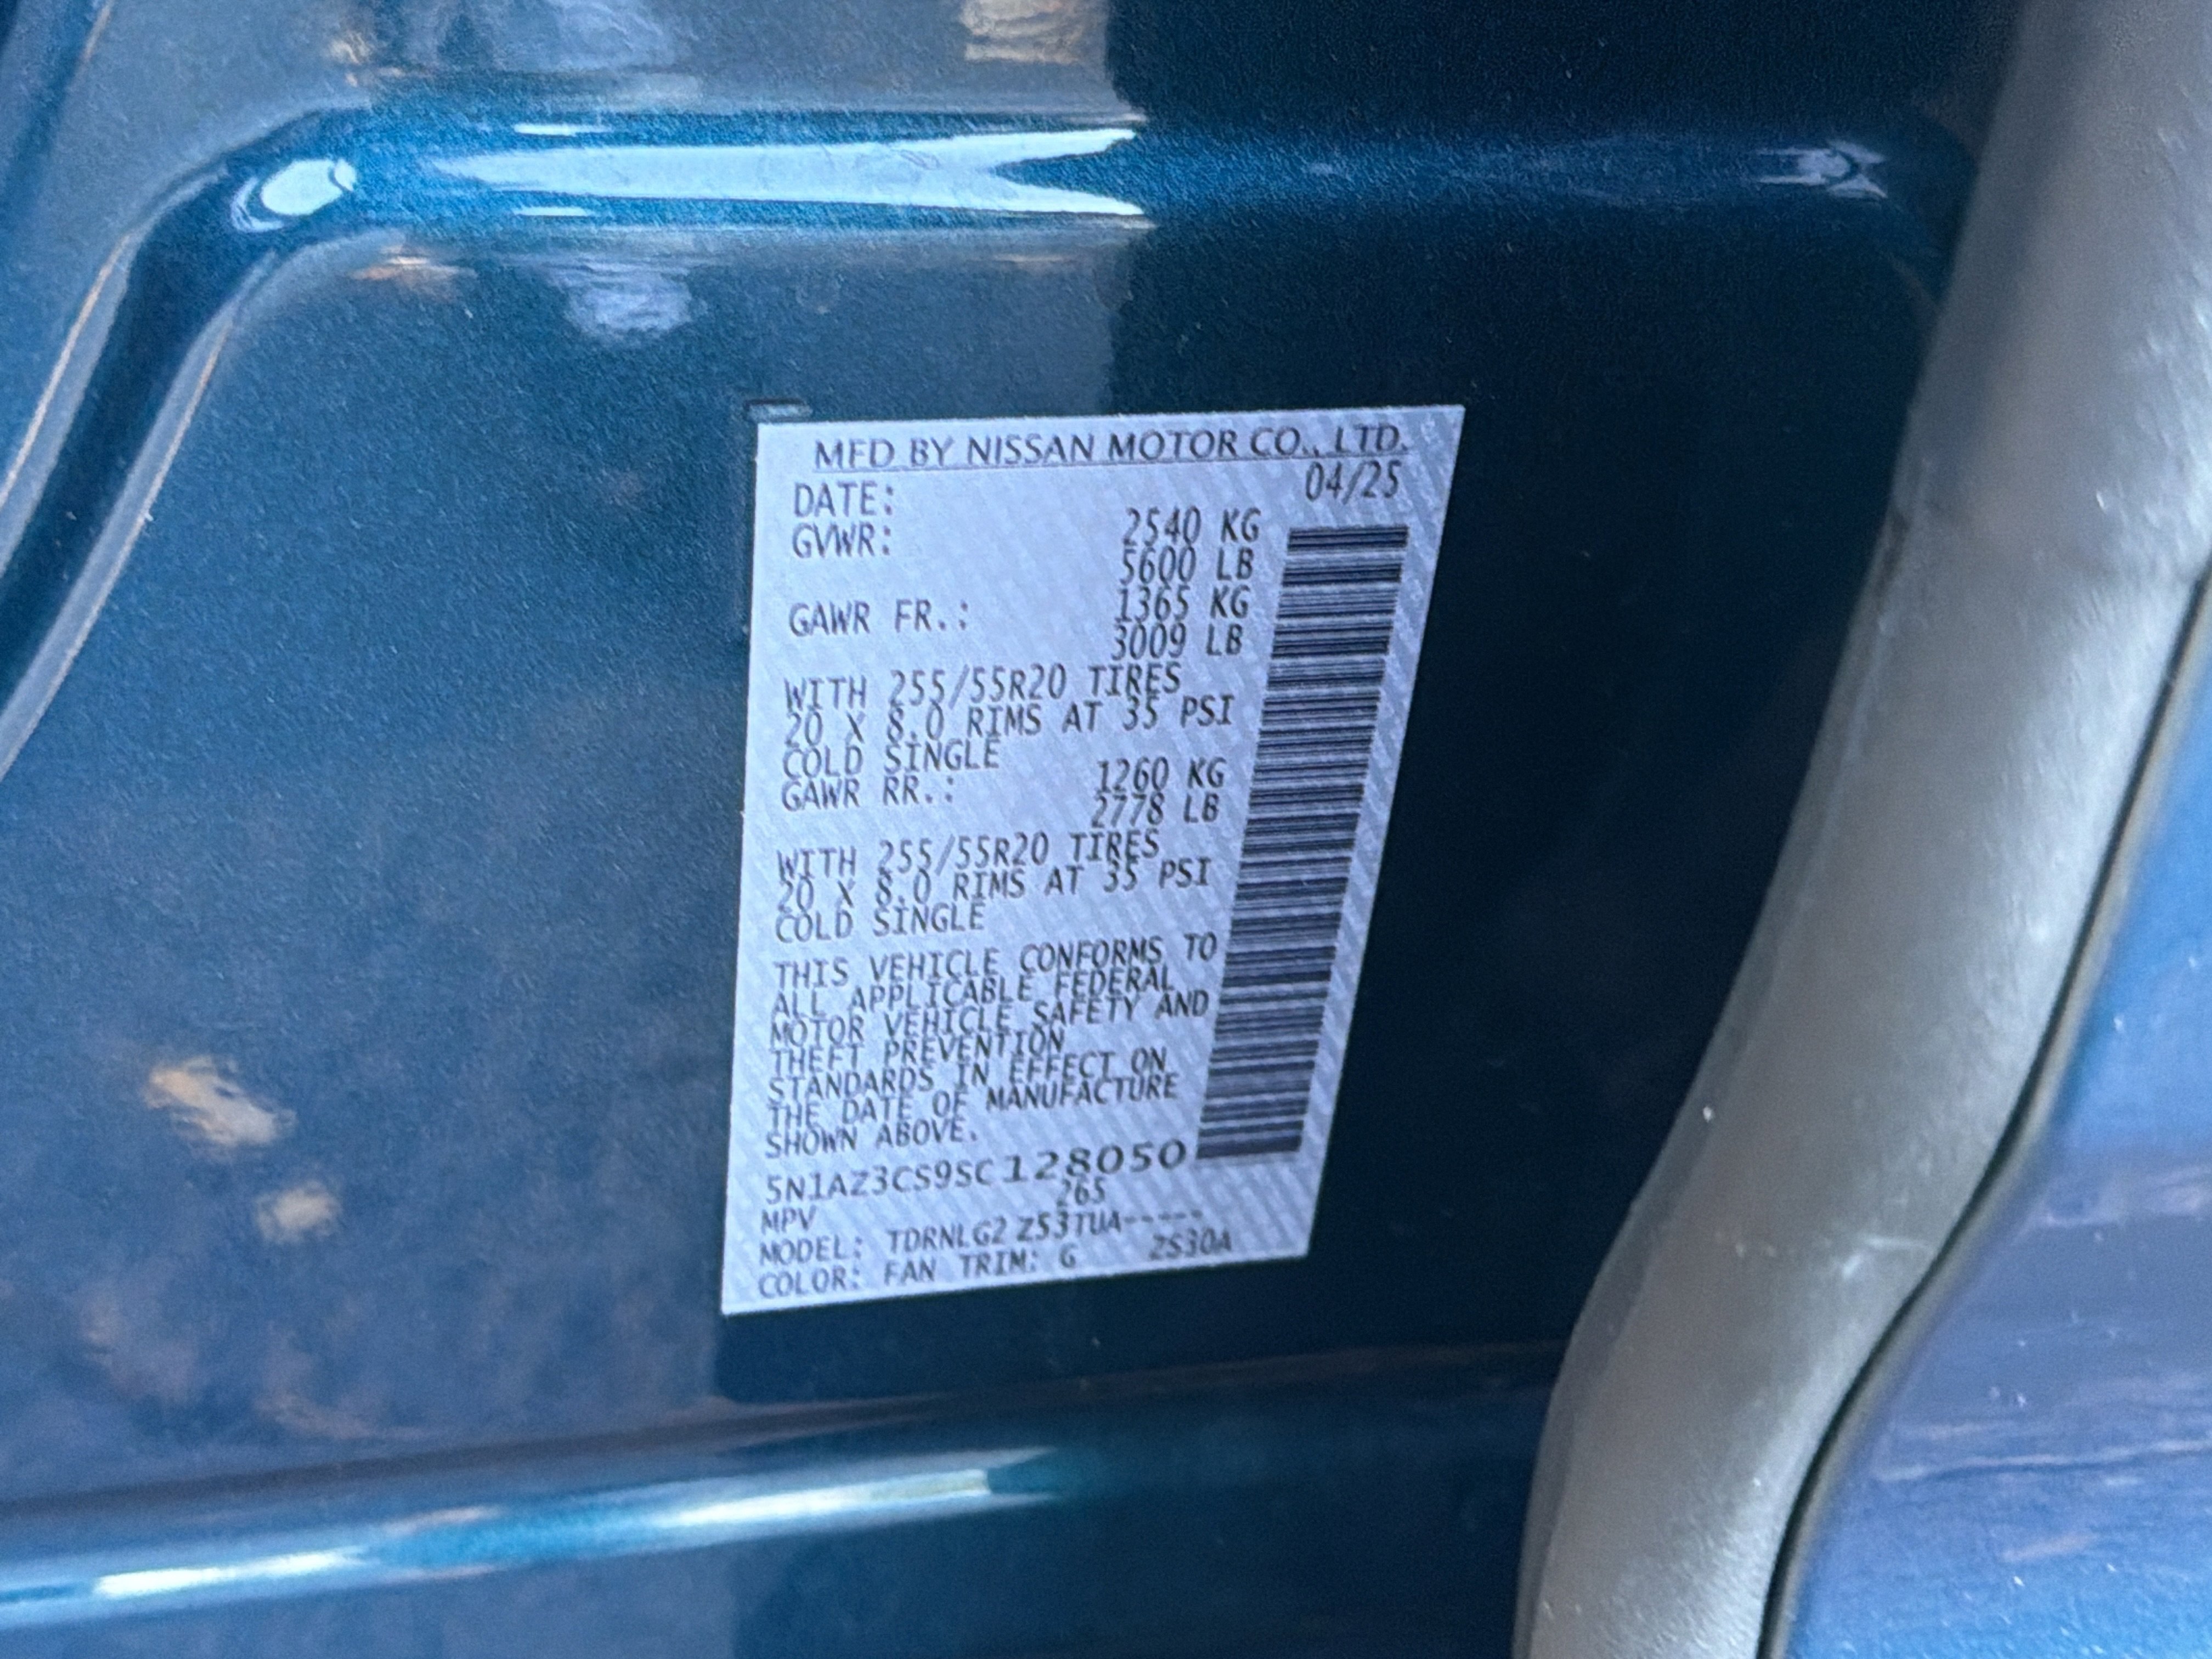 MFD BY NISSAN MOTOR CO., LTD.
DATE: 04/25
GVWR: 2540 KG
5600 LB
GAWR FR.: 1365 KG
3009 LB
WITH 255/55R20 TIRES
20 X 8.0 RIMS AT 35 PSI
COLD SINGLE
GAWR RR.: 1260 KG
2778 LB
WITH 255/55R20 TIRES
20 X 8.0 RIMS AT 35 PSI
COLD SINGLE
THIS VEHICLE CONFORMS TO
ALL APPLICABLE FEDERAL
MOTOR VEHICLE SAFETY AND
THEFT PREVENTION
STANDARDS IN EFFECT ON
THE DATE OF MANUFACTURE
SHOWN ABOVE.
5N1AZ3CS9SC128050
265
MPV
MODEL: TDRNLG2 Z53TUA-----
COLOR: FAN TRIM: G ZS30A